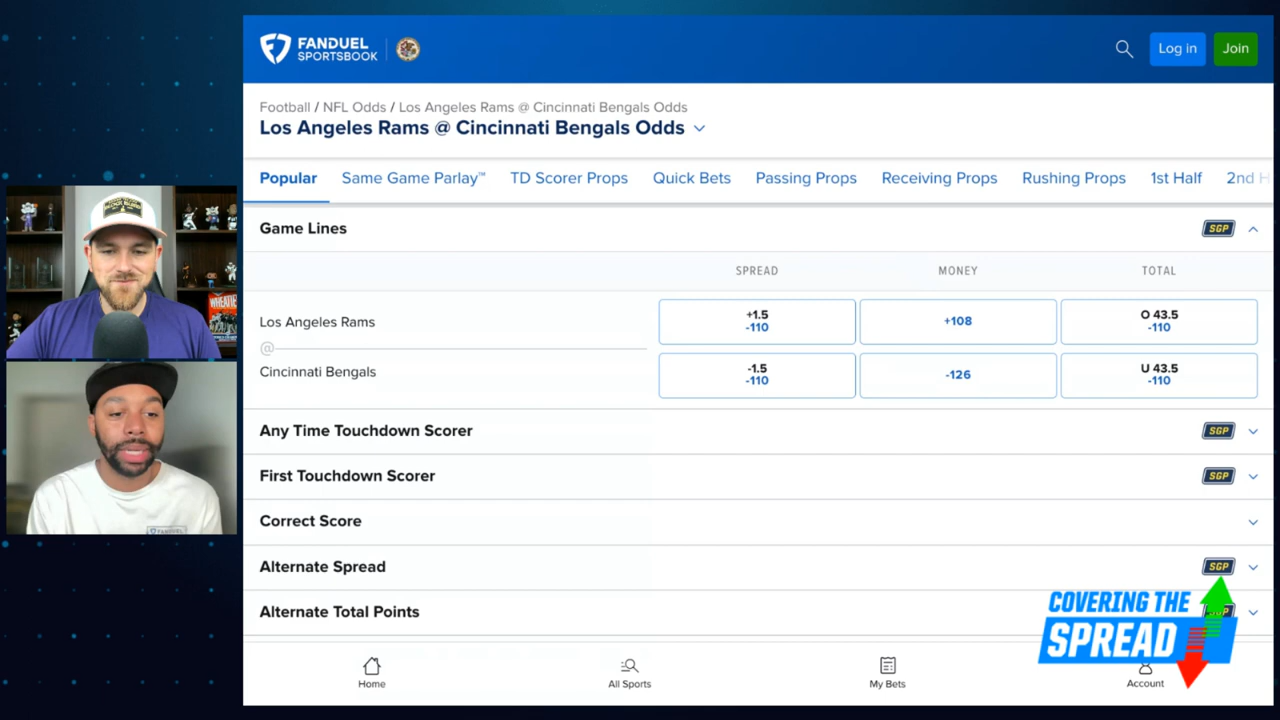 FANDUEL
SPORTSBOOK
Log in
Join
Football / NFL Odds / Los Angeles Rams @ Cincinnati Bengals Odds
Los Angeles Rams @ Cincinnati Bengals Odds
Popular Same Game Parlay™ TD Scorer Props Quick Bets Passing Props Receiving Props Rushing Props 1st Half 2nd H
Game Lines SGP
SPREAD MONEY TOTAL
Los Angeles Rams
+1.5
-110
+108
O 43.5
-110
@
Cincinnati Bengals
-1.5
-110
-126
U 43.5
-110
Any Time Touchdown Scorer SGP
First Touchdown Scorer SGP
Correct Score
Alternate Spread SGP
Alternate Total Points
COVERING THE
SPREAD
Home
All Sports
My Bets
Account
WHEATIES
FANDUEL